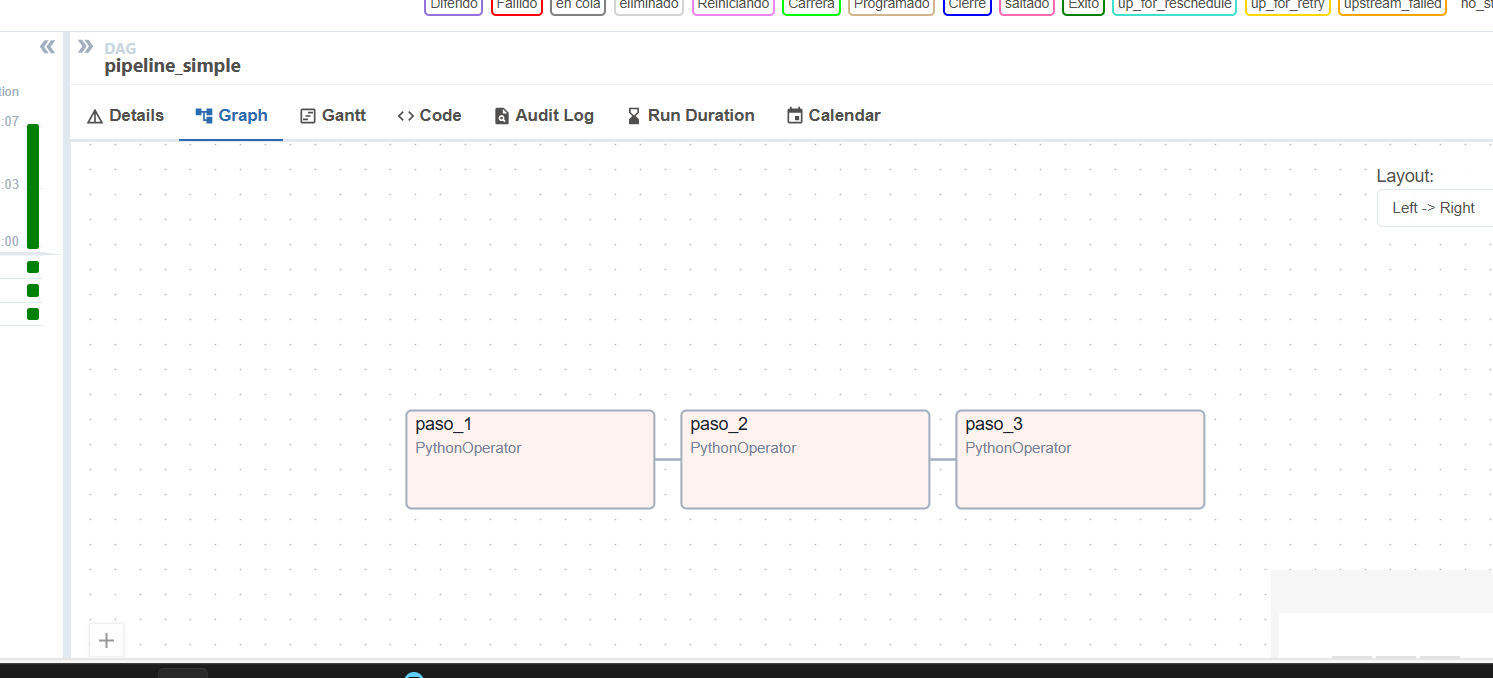 Diferido Fallido en cola eliminado Reiniciando Carrera Programado Cierre saltado Éxito up_for_reschedule up_for_retry upstream_failed
DAG
pipeline_simple
Details Graph Gantt Code Audit Log Run Duration Calendar
:07
:03
:00
Layout:
Left -> Right
paso_1
PythonOperator
paso_2
PythonOperator
paso_3
PythonOperator